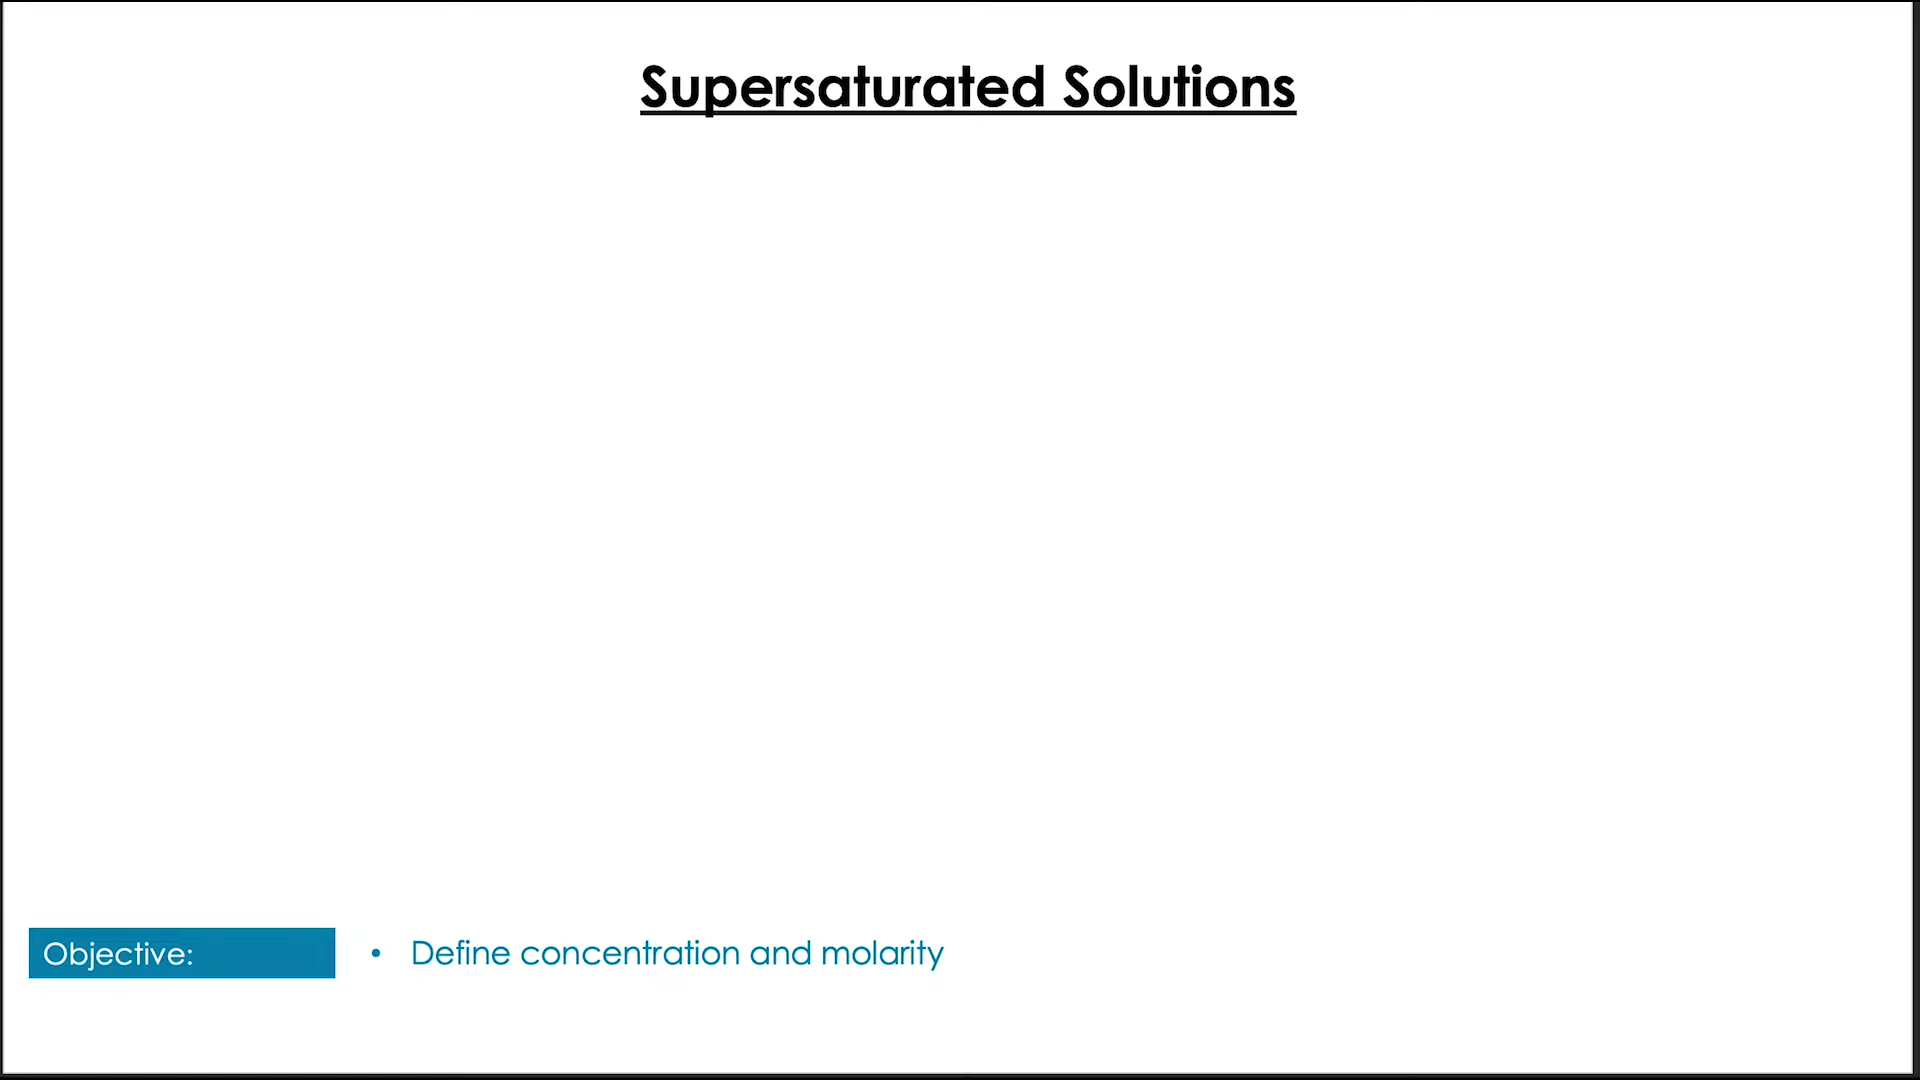 Supersaturated Solutions
Objective:
• Define concentration and molarity